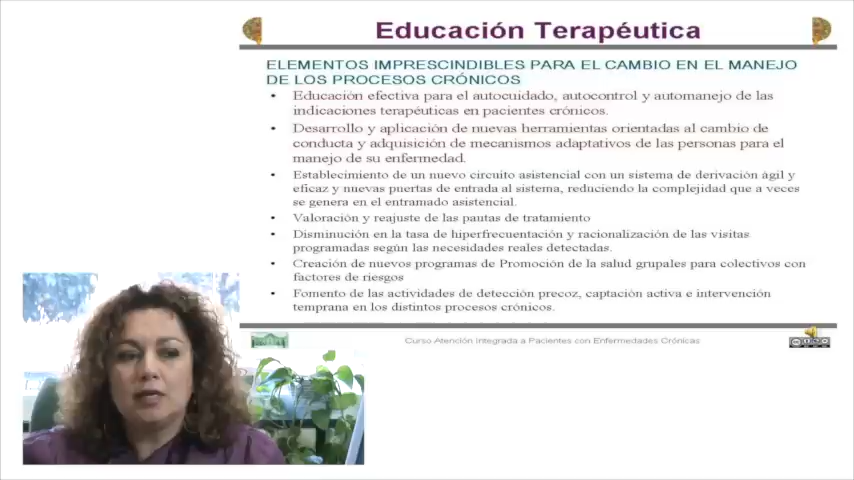 Educación Terapéutica
ELEMENTOS IMPRESCINDIBLES PARA EL CAMBIO EN EL MANEJO
DE LOS PROCESOS CRÓNICOS
• Educación efectiva para el autocuidado, autocontrol y automanejo de las
indicaciones terapéuticas en pacientes crónicos.
• Desarrollo y aplicación de nuevas herramientas orientadas al cambio de
conducta y adquisición de mecanismos adaptativos de las personas para el
manejo de su enfermedad.
• Establecimiento de un nuevo circuito asistencial con un sistema de derivación ágil y
eficaz y nuevas puertas de entrada al sistema, reduciendo la complejidad que a veces
se genera en el entramado asistencial.
• Valoración y reajuste de las pautas de tratamiento
• Disminución en la tasa de hiperfrecuentación y racionalización de las visitas
programadas según las necesidades reales detectadas.
• Creación de nuevos programas de Promoción de la salud grupales para colectivos con
factores de riesgos
• Fomento de las actividades de detección precoz, captación activa e intervención
temprana en los distintos procesos crónicos.
Curso Atención Integrada a Pacientes con Enfermedades Crónicas